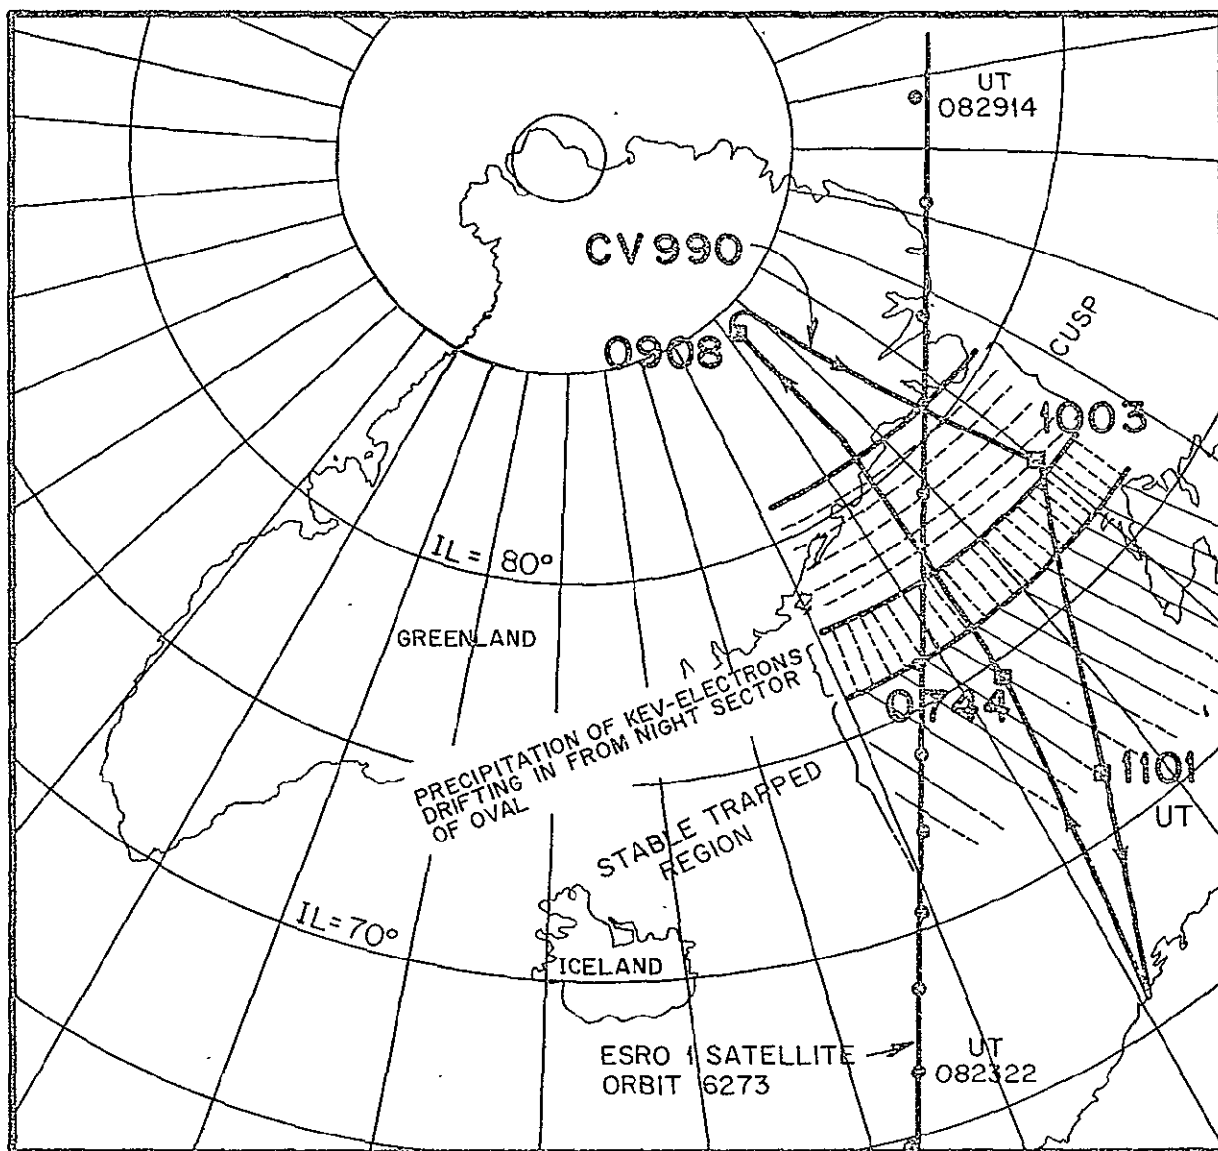 UT
082914
CV990
CUSP
0908
1003
IL = 80°
GREENLAND
PRECIPITATION OF KEV-ELECTRONS
DRIFTING IN FROM NIGHT SECTOR
OF OVAL
0744
STABLE TRAPPED
REGION
1101
UT
IL=70°
ICELAND
ESRO 1 SATELLITE
ORBIT 6273
UT
082322